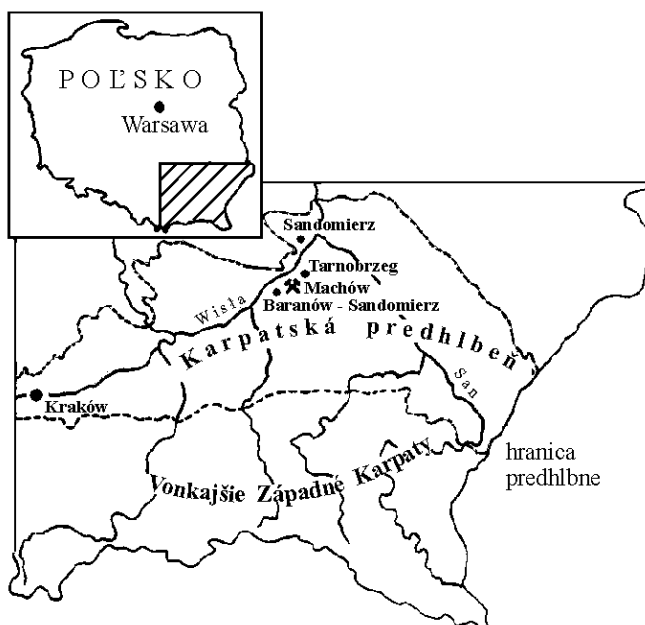 POĽSKO
Warsawa
Sandomierz
Tarnobrzeg
Machów
Baranów - Sandomierz
Wisła
Karpatská predhlbeň
San
Kraków
hranica
predhlbne
Vonkajšie Západné Karpaty